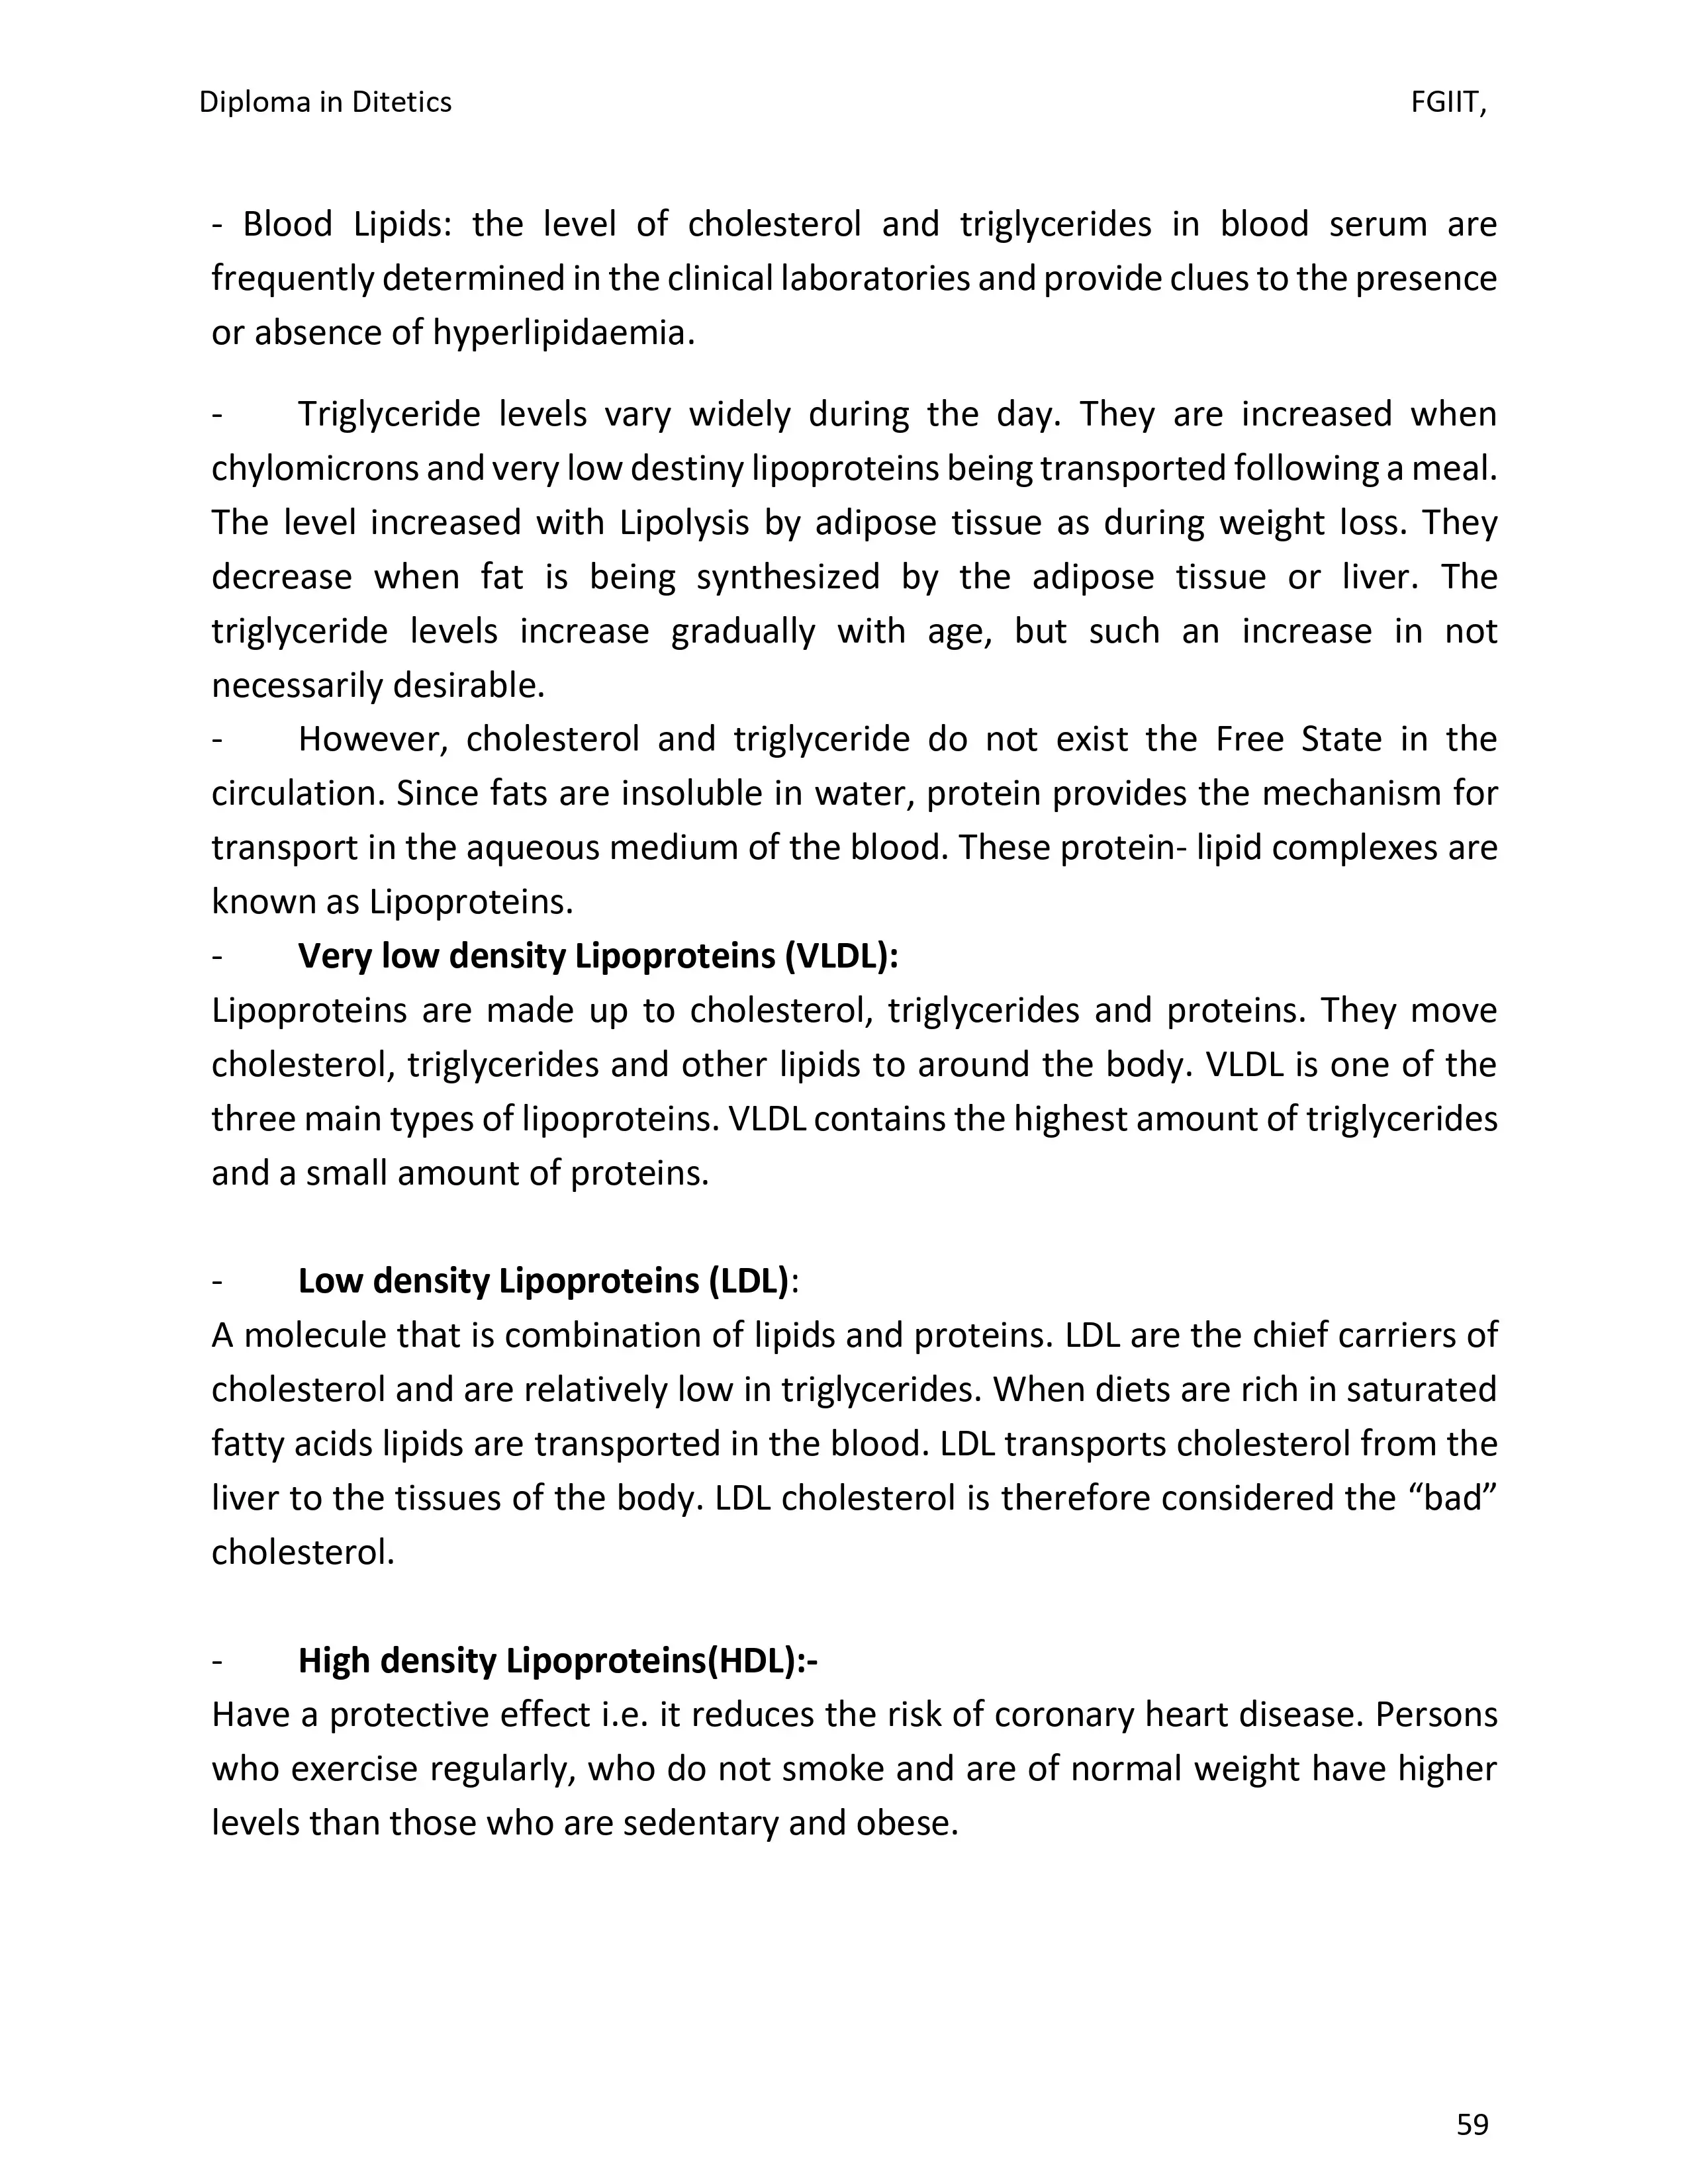 Diploma in Ditetics FGIIT,
- Blood Lipids: the level of cholesterol and triglycerides in blood serum are
frequently determined in the clinical laboratories and provide clues to the presence
or absence of hyperlipidaemia.
- Triglyceride levels vary widely during the day. They are increased when
chylomicrons and very low destiny lipoproteins being transported following a meal.
The level increased with Lipolysis by adipose tissue as during weight loss. They
decrease when fat is being synthesized by the adipose tissue or liver. The
triglyceride levels increase gradually with age, but such an increase in not
necessarily desirable.
- However, cholesterol and triglyceride do not exist the Free State in the
circulation. Since fats are insoluble in water, protein provides the mechanism for
transport in the aqueous medium of the blood. These protein- lipid complexes are
known as Lipoproteins.
- Very low density Lipoproteins (VLDL):
Lipoproteins are made up to cholesterol, triglycerides and proteins. They move
cholesterol, triglycerides and other lipids to around the body. VLDL is one of the
three main types of lipoproteins. VLDL contains the highest amount of triglycerides
and a small amount of proteins.
- Low density Lipoproteins (LDL):
A molecule that is combination of lipids and proteins. LDL are the chief carriers of
cholesterol and are relatively low in triglycerides. When diets are rich in saturated
fatty acids lipids are transported in the blood. LDL transports cholesterol from the
liver to the tissues of the body. LDL cholesterol is therefore considered the “bad”
cholesterol.
- High density Lipoproteins(HDL):-
Have a protective effect i.e. it reduces the risk of coronary heart disease. Persons
who exercise regularly, who do not smoke and are of normal weight have higher
levels than those who are sedentary and obese.
59